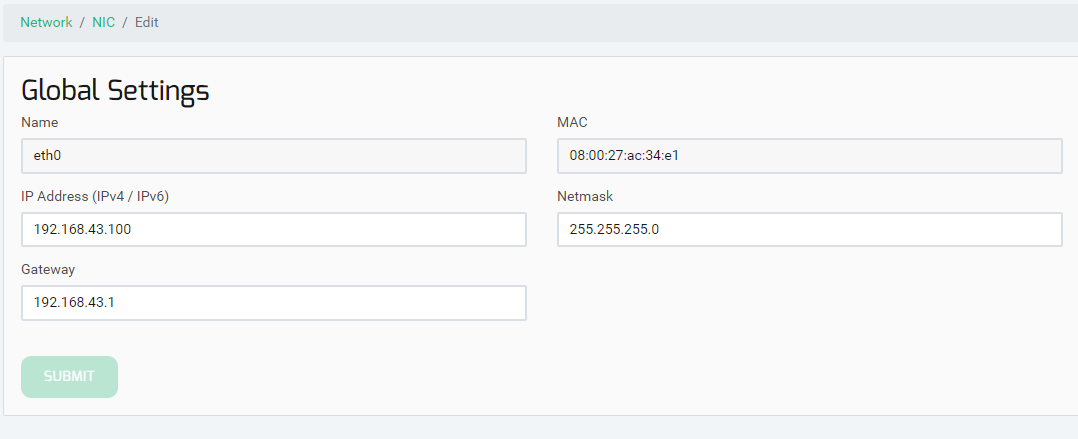 Network / NIC / Edit
Global Settings
Name
MAC
eth0
08:00:27:ac:34:e1
IP Address (IPv4 / IPv6)
Netmask
192.168.43.100
255.255.255.0
Gateway
192.168.43.1
SUBMIT